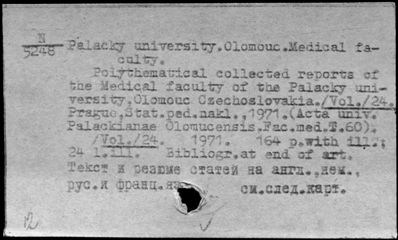 N
5248
Palacky university.Olomouc.Medical fa-
culty.
Polythematical collected reports of
the Medical faculty of the Palacky uni-
versity,Olomouc Czechoslovakia./Vol./24.
Prague,Stat.ped.nakl.,1971.(Acta univ.
Palackianae Olomucensis.Fac.med.T.60).
/Vol./24. 1971. 164 p.with ill.;
24 l.ill. Bibliogr.at end of art.
Текст и резюме статей на англ.,нем.,
рус.и франц.яз. см.след.карт.